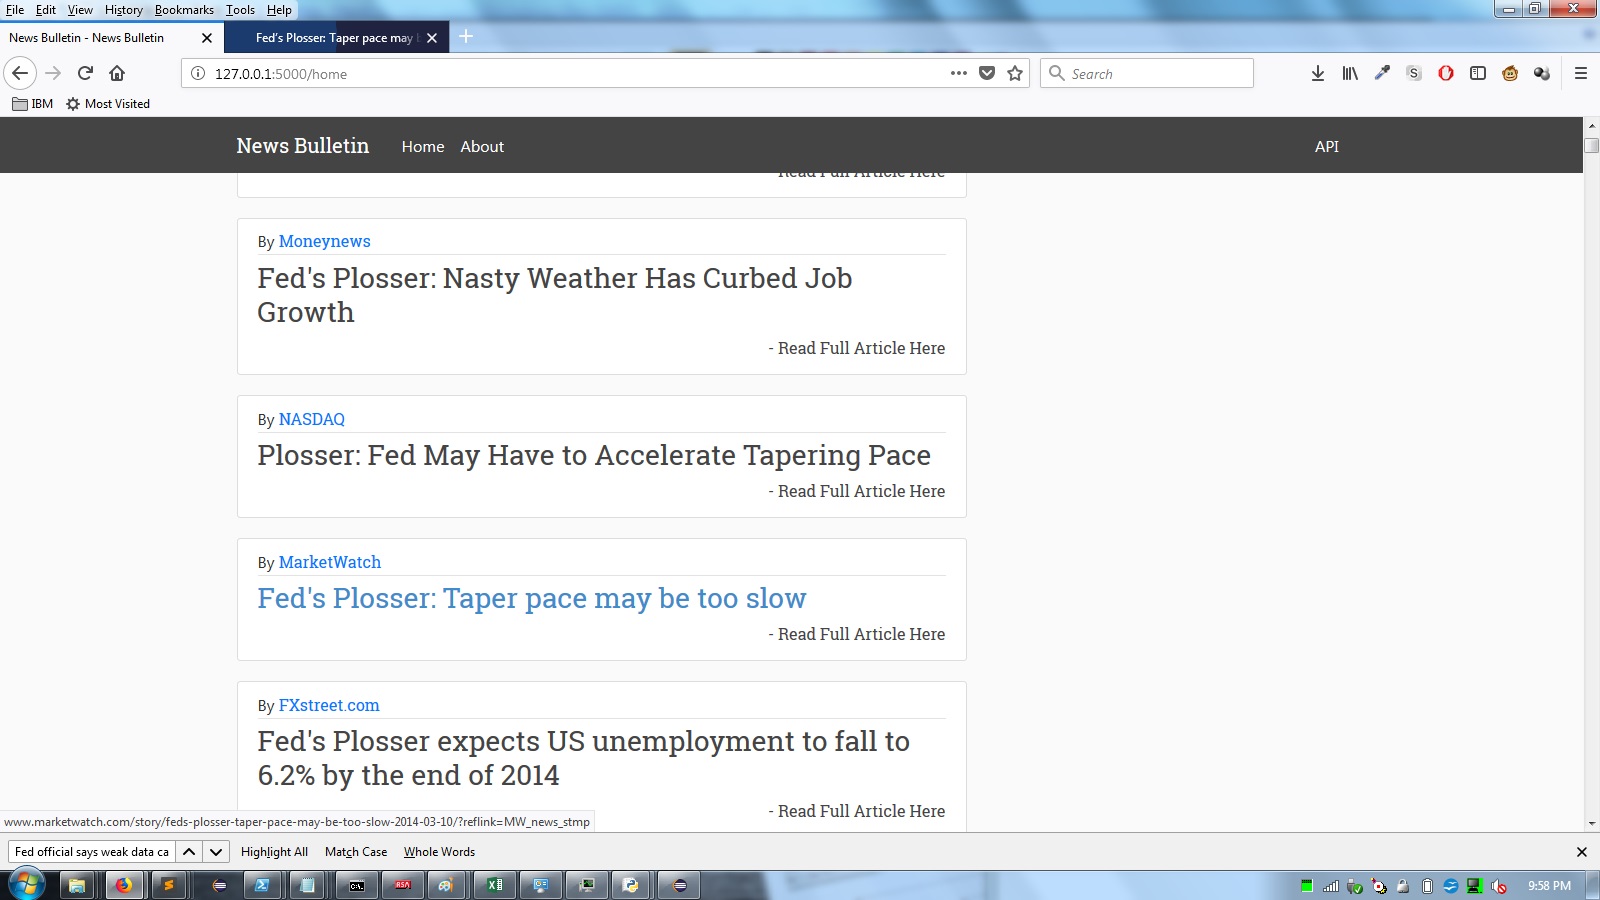 File Edit View History Bookmarks Tools Help
News Bulletin - News Bulletin
Fed's Plosser: Taper pace may
127.0.0.1:5000/home
Search
IBM Most Visited
News Bulletin Home About API
Read Full Article Here
By Moneynews
Fed's Plosser: Nasty Weather Has Curbed Job
Growth
- Read Full Article Here
By NASDAQ
Plosser: Fed May Have to Accelerate Tapering Pace
- Read Full Article Here
By MarketWatch
Fed's Plosser: Taper pace may be too slow
- Read Full Article Here
By FXstreet.com
Fed's Plosser expects US unemployment to fall to
6.2% by the end of 2014
- Read Full Article Here
www.marketwatch.com/story/feds-plosser-taper-pace-may-be-too-slow-2014-03-10/?reflink=MW_news_stmp
Fed official says weak data ca Highlight All Match Case Whole Words
RSA
9:58 PM